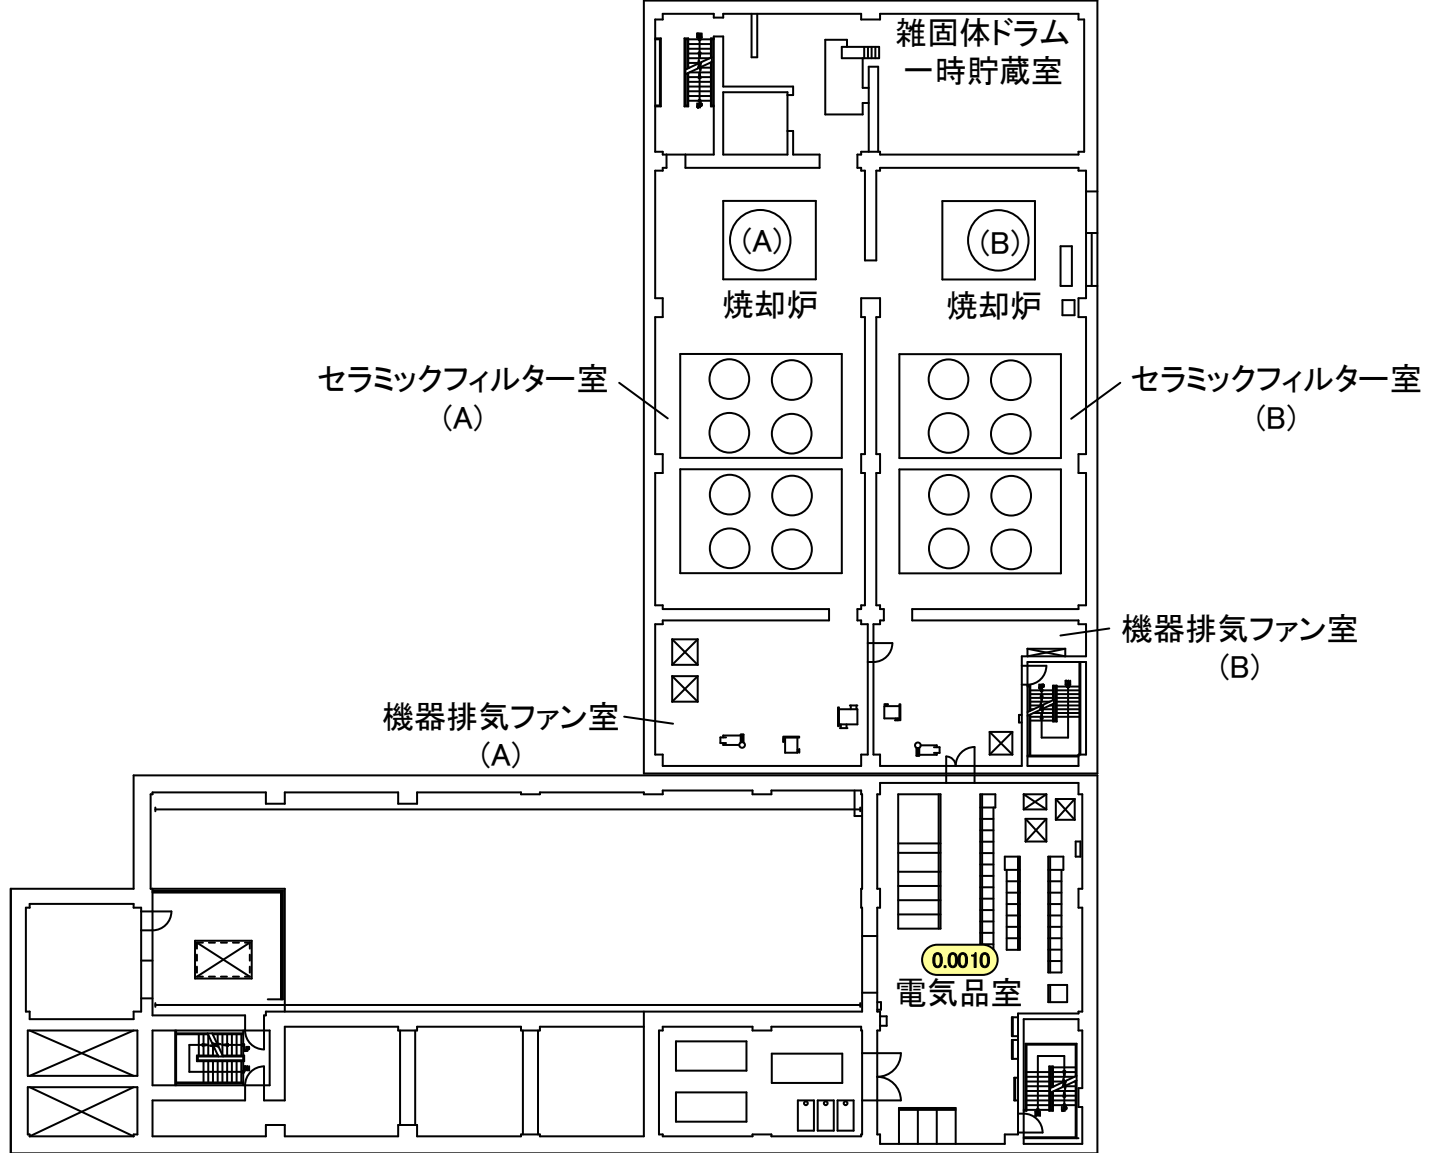 雑固体ドラム
一時貯蔵室
(A)
(B)
焼却炉
焼却炉
セラミックフィルター室
(A)
セラミックフィルター室
(B)
機器排気ファン室
(B)
機器排気ファン室
(A)
0.0010
電気品室